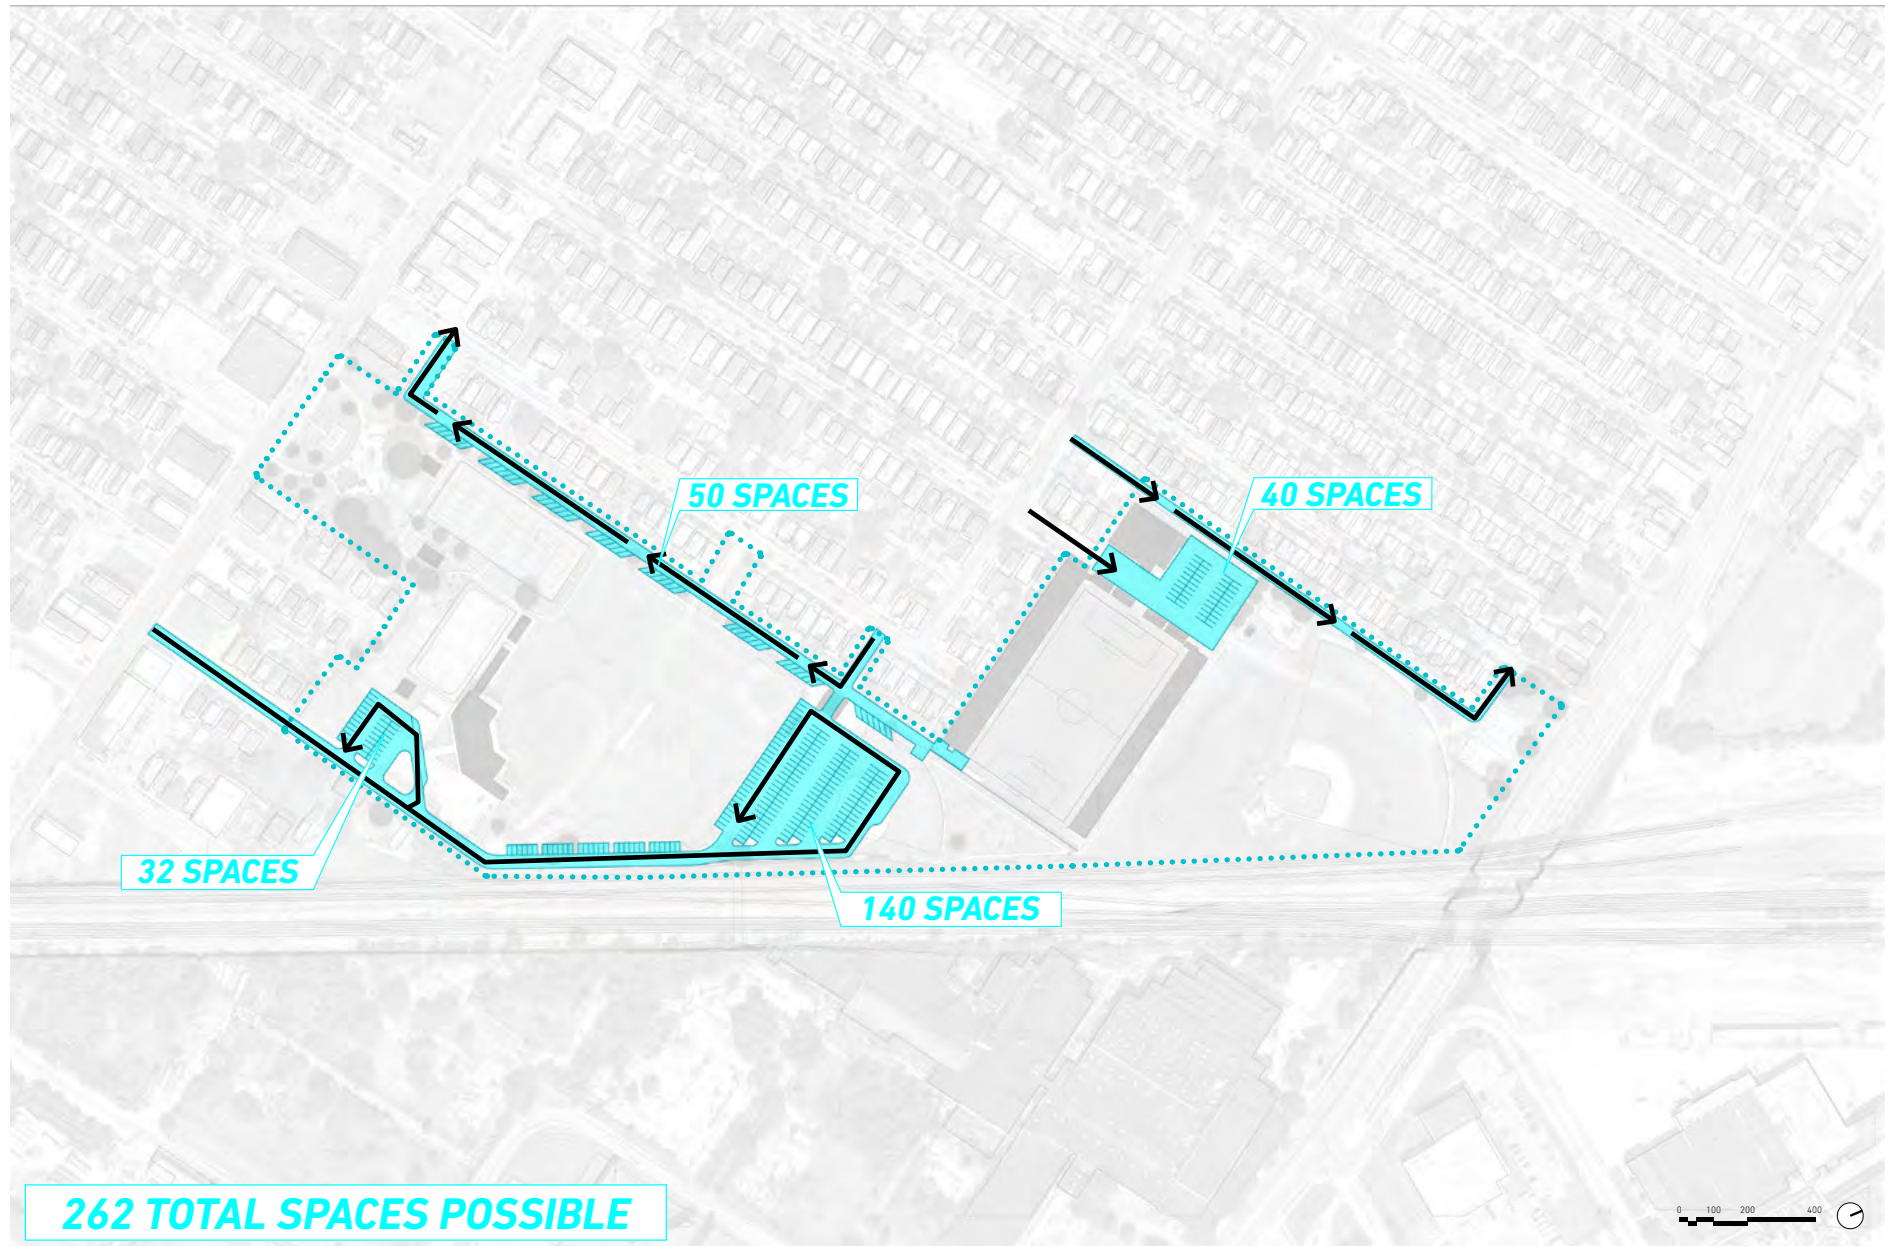 50 SPACES
40 SPACES
32 SPACES
140 SPACES
262 TOTAL SPACES POSSIBLE
0 100 200 400